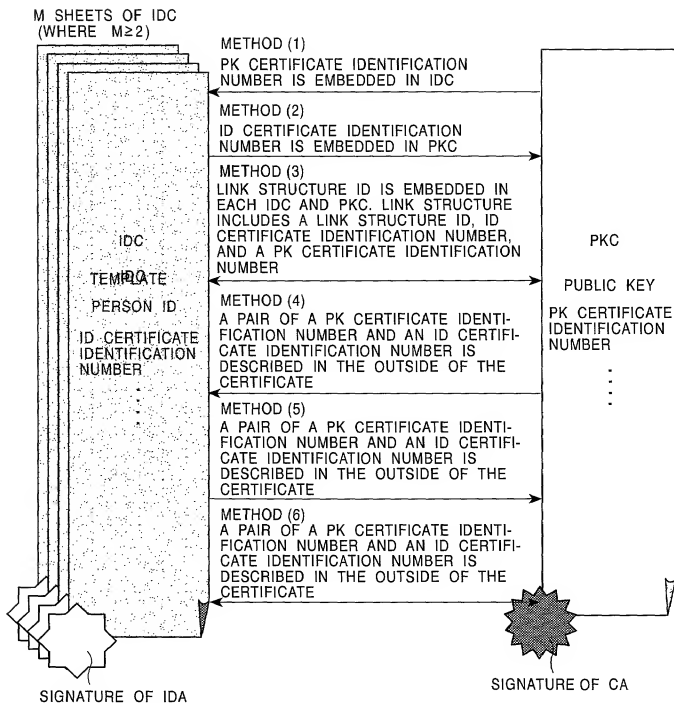 M SHEETS OF IDC
(WHERE M≥2)
METHOD (1)
PK CERTIFICATE IDENTIFICATION
NUMBER IS EMBEDDED IN IDC
METHOD (2)
ID CERTIFICATE IDENTIFICATION
NUMBER IS EMBEDDED IN PKC
METHOD (3)
LINK STRUCTURE ID IS EMBEDDED IN
EACH IDC AND PKC. LINK STRUCTURE
INCLUDES A LINK STRUCTURE ID, ID
CERTIFICATE IDENTIFICATION NUMBER,
AND A PK CERTIFICATE IDENTIFICATION
NUMBER
METHOD (4)
A PAIR OF A PK CERTIFICATE IDENTI-
FICATION NUMBER AND AN ID CERTIFI-
CATE IDENTIFICATION NUMBER IS
DESCRIBED IN THE OUTSIDE OF THE
CERTIFICATE
METHOD (5)
A PAIR OF A PK CERTIFICATE IDENTI-
FICATION NUMBER AND AN ID CERTIFI-
CATE IDENTIFICATION NUMBER IS
DESCRIBED IN THE OUTSIDE OF THE
CERTIFICATE
METHOD (6)
A PAIR OF A PK CERTIFICATE IDENTI-
FICATION NUMBER AND AN ID CERTIFI-
CATE IDENTIFICATION NUMBER IS
DESCRIBED IN THE OUTSIDE OF THE
CERTIFICATE
IDC
IDC
TEMPLATE
PERSON ID
ID CERTIFICATE
IDENTIFICATION
NUMBER
PKC
PUBLIC KEY
PK CERTIFICATE
IDENTIFICATION
NUMBER
SIGNATURE OF IDA
SIGNATURE OF CA